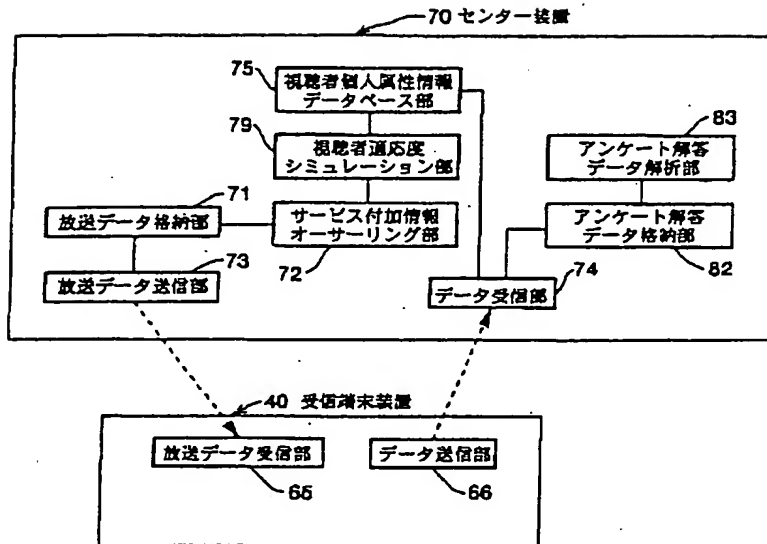 70 センター装置
75
視聴者個人属性情報
データベース部
83
79
視聴者適応度
シミュレーション部
アンケート解答
データ解析部
71
放送データ格納部
サービス付加情報
オーサリング部
アンケート解答
データ格納部
73
72
74
82
放送データ送信部
データ受信部
40 受信端末装置
放送データ受信部
データ送信部
65
66